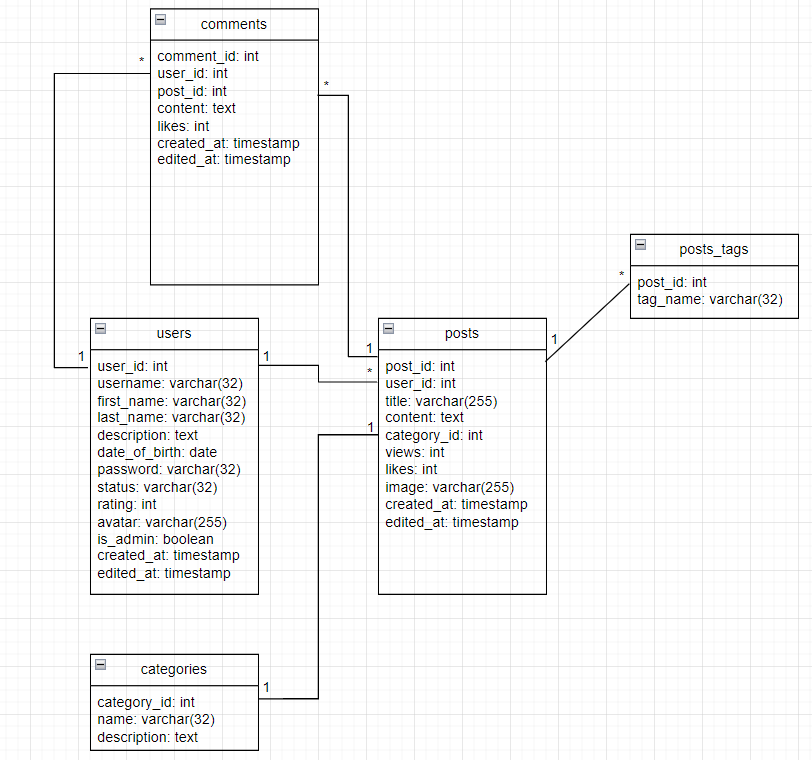 comments
*
comment_id: int
user_id: int
post_id: int
content: text
likes: int
created_at: timestamp
edited_at: timestamp
*
posts_tags
*
post_id: int
tag_name: varchar(32)
users
1
user_id: int
username: varchar(32)
first_name: varchar(32)
last_name: varchar(32)
description: text
date_of_birth: date
password: varchar(32)
status: varchar(32)
rating: int
avatar: varchar(255)
is_admin: boolean
created_at: timestamp
edited_at: timestamp
1
posts
1
*
1
post_id: int
user_id: int
title: varchar(255)
content: text
category_id: int
views: int
likes: int
image: varchar(255)
created_at: timestamp
edited_at: timestamp
1
categories
category_id: int
name: varchar(32)
description: text
1